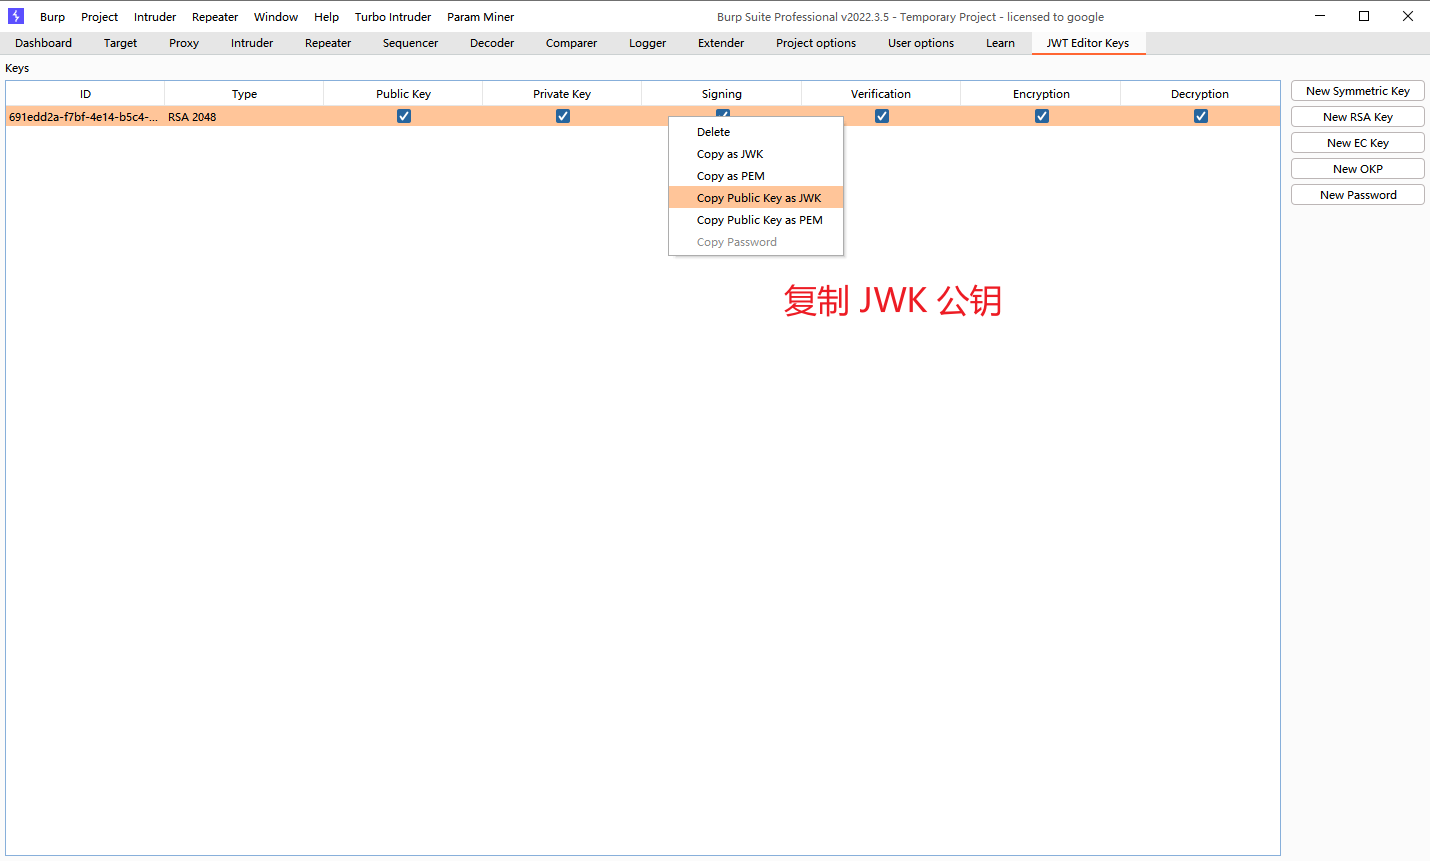 Burp Project Intruder Repeater Window Help Turbo Intruder Param Miner Burp Suite Professional v2022.3.5 - Temporary Project - licensed to google
Dashboard Target Proxy Intruder Repeater Sequencer Decoder Comparer Logger Extender Project options User options Learn JWT Editor Keys
Keys
ID Type Public Key Private Key Signing Verification Encryption Decryption
691edd2a-f7bf-4e14-b5c4-... RSA 2048
Delete
Copy as JWK
Copy as PEM
Copy Public Key as JWK
Copy Public Key as PEM
Copy Password
New Symmetric Key
New RSA Key
New EC Key
New OKP
New Password
复制 JWK 公钥